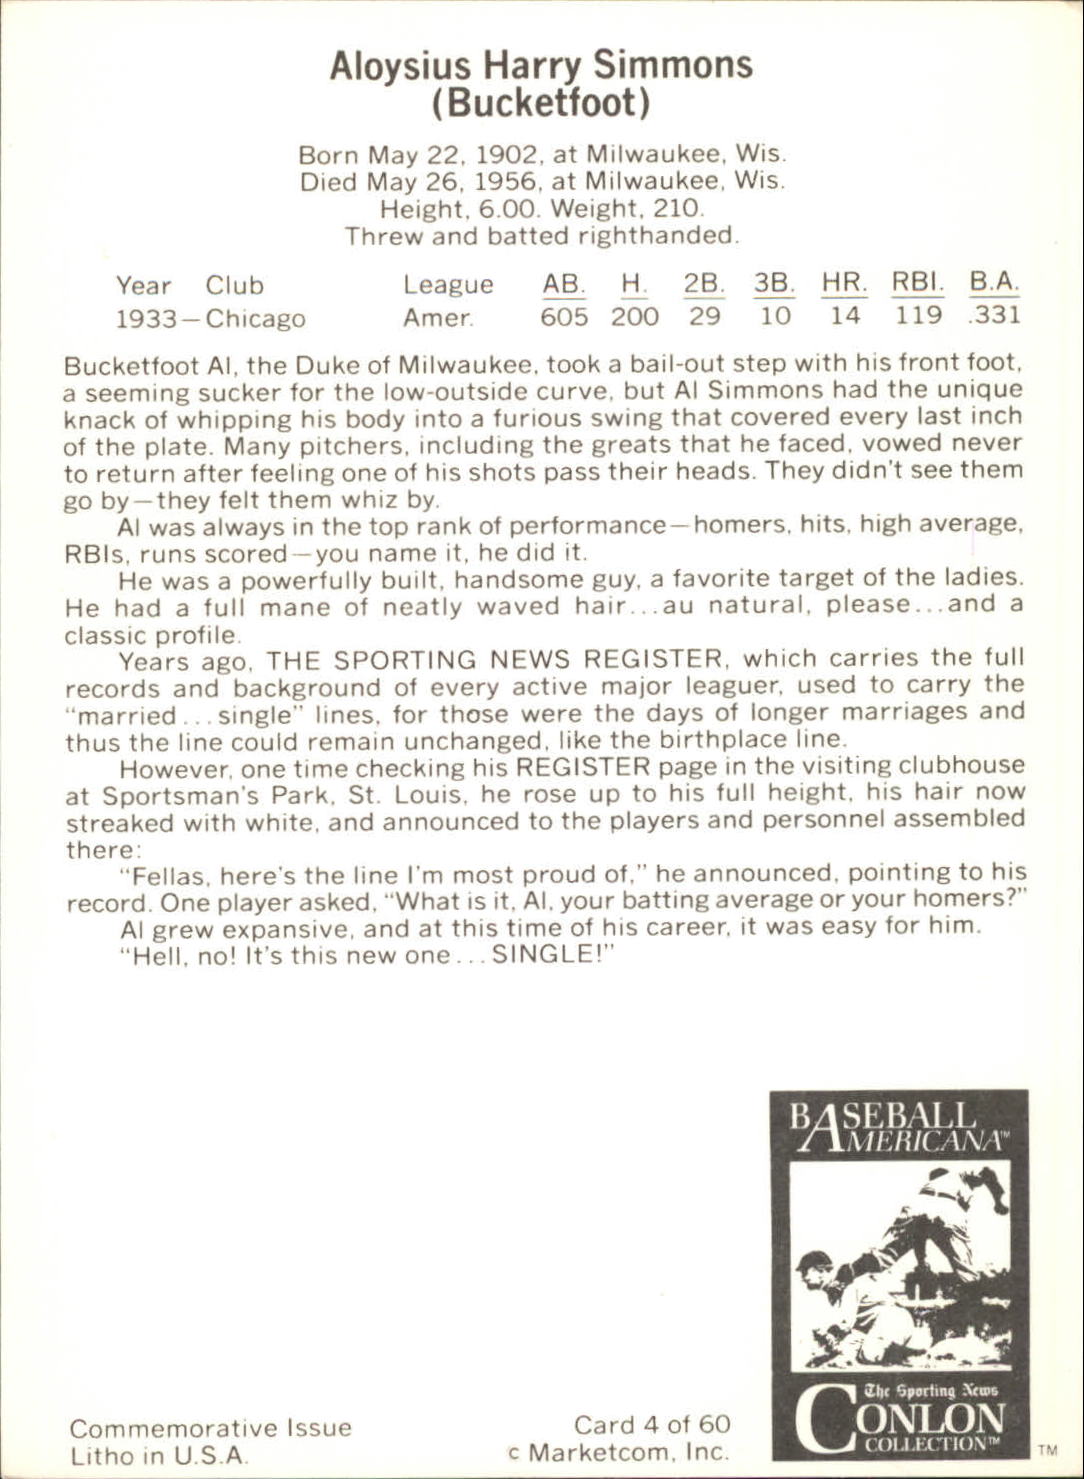 Aloysius Harry Simmons
(Bucketfoot)
Born May 22, 1902, at Milwaukee, Wis.
Died May 26, 1956, at Milwaukee, Wis.
Height, 6.00. Weight, 210.
Threw and batted righthanded.
Year Club League AB. H. 2B. 3B. HR. RBI. B.A.
1933—Chicago Amer. 605 200 29 10 14 119 .331
Bucketfoot Al, the Duke of Milwaukee, took a bail-out step with his front foot,
a seeming sucker for the low-outside curve, but Al Simmons had the unique
knack of whipping his body into a furious swing that covered every last inch
of the plate. Many pitchers, including the greats that he faced, vowed never
to return after feeling one of his shots pass their heads. They didn't see them
go by—they felt them whiz by.
Al was always in the top rank of performance—homers, hits, high average,
RBIs, runs scored—you name it, he did it.
He was a powerfully built, handsome guy, a favorite target of the ladies.
He had a full mane of neatly waved hair...au natural, please...and a
classic profile.
Years ago, THE SPORTING NEWS REGISTER, which carries the full
records and background of every active major leaguer, used to carry the
"married...single" lines, for those were the days of longer marriages and
thus the line could remain unchanged, like the birthplace line.
However, one time checking his REGISTER page in the visiting clubhouse
at Sportsman's Park, St. Louis, he rose up to his full height, his hair now
streaked with white, and announced to the players and personnel assembled
there:
"Fellas, here's the line I'm most proud of," he announced, pointing to his
record. One player asked, "What is it, Al, your batting average or your homers?"
Al grew expansive, and at this time of his career, it was easy for him.
"Hell, no! It's this new one...SINGLE!"
BASEBALL
AMERICANA™
The Sporting News
CONLON
COLLECTION™
TM
Commemorative Issue
Litho in U.S.A.
Card 4 of 60
c Marketcom, Inc.